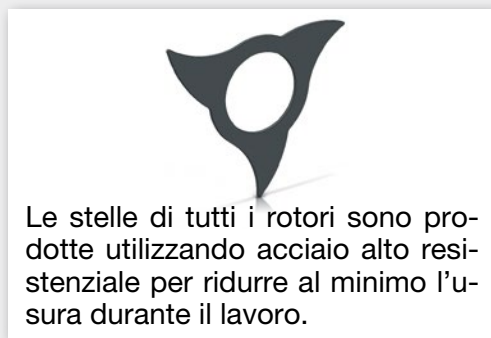 Le stelle di tutti i rotori sono pro-
dotte utilizzando acciaio alto resi-
stenziale per ridurre al minimo l'u-
sura durante il lavoro.